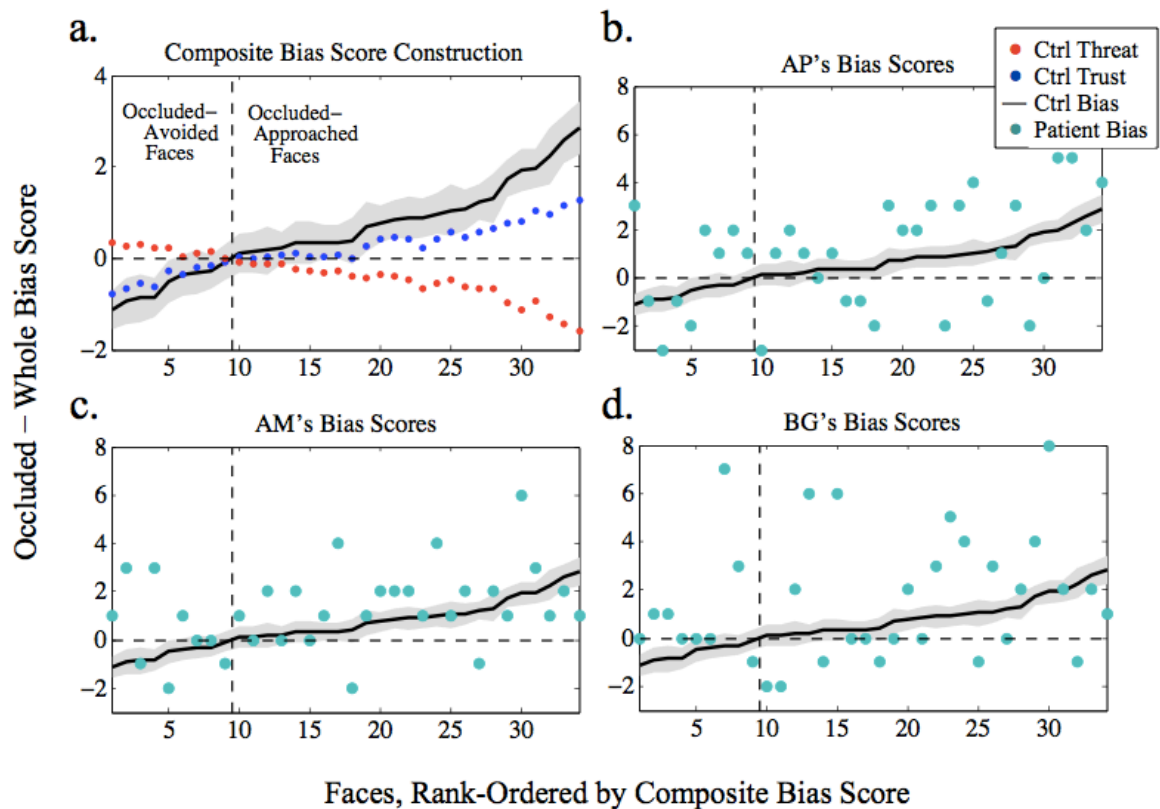 a.
Composite Bias Score Construction
4
2
0
−2
5
10
15
20
25
30
Occluded−
Avoided
Faces
Occluded−
Approached
Faces
b.
AP's Bias Scores
8
6
4
2
0
−2
5
10
15
20
25
30
Ctrl Threat
Ctrl Trust
Ctrl Bias
Patient Bias
Occluded − Whole Bias Score
c.
AM's Bias Scores
8
6
4
2
0
−2
5
10
15
20
25
30
d.
BG's Bias Scores
8
6
4
2
0
−2
5
10
15
20
25
30
Faces, Rank-Ordered by Composite Bias Score